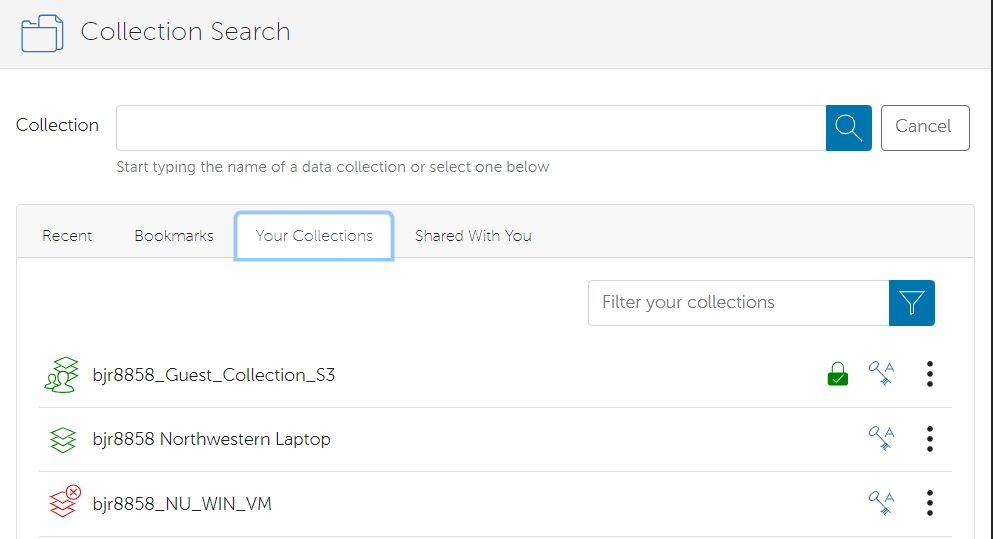 Collection Search
Collection
Cancel
Start typing the name of a data collection or select one below
Recent Bookmarks Your Collections Shared With You
Filter your collections
bjr8858_Guest_Collection_S3
bjr8858 Northwestern Laptop
bjr8858_NU_WIN_VM